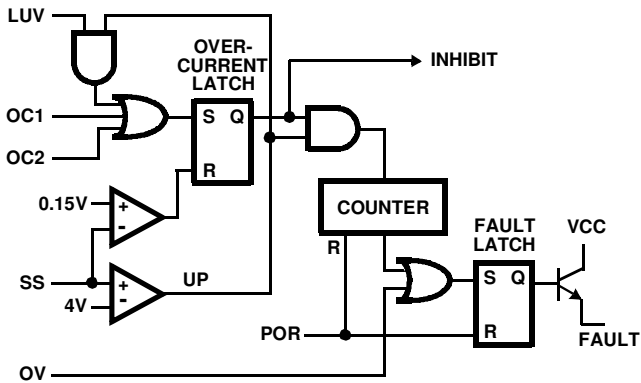 LUV
OVER-
CURRENT
LATCH
INHIBIT
OC1
S Q
OC2
R
0.15V
+
-
COUNTER
FAULT
LATCH
VCC
R
SS
+
-
4V
UP
S Q
POR
R
FAULT
OV